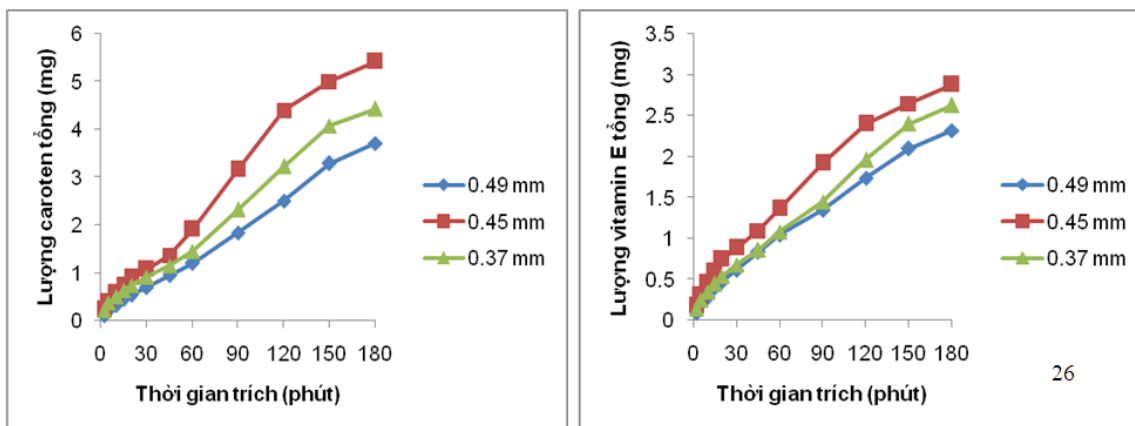 Lượng caroten tổng (mg)
6
5
4
3
2
1
0
0 30 60 90 120 150 180
Thời gian trích (phút)
0.49 mm
0.45 mm
0.37 mm
Lượng vitamin E tổng (mg)
3.5
3
2.5
2
1.5
1
0.5
0
0 30 60 90 120 150 180
Thời gian trích (phút)
0.49 mm
0.45 mm
0.37 mm
26